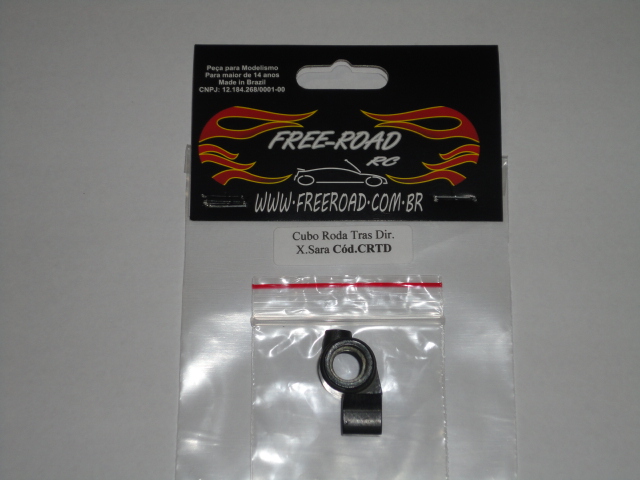 Peça para Modelismo
Para maior de 14 anos
Made in Brazil
CNPJ: 12.184.268/0001-00
FREE-ROAD
RC
WWW.FREEROAD.COM.BR
Cubo Roda Tras Dir.
X.Sara Cód.CRTD